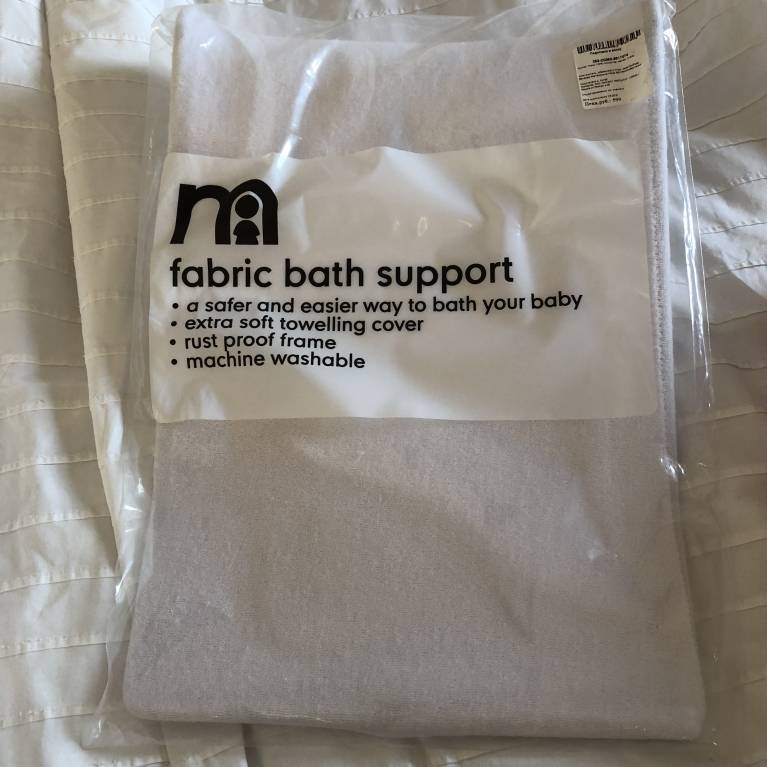 m
fabric bath support
• a safer and easier way to bath your baby
• extra soft towelling cover
• rust proof frame
• machine washable